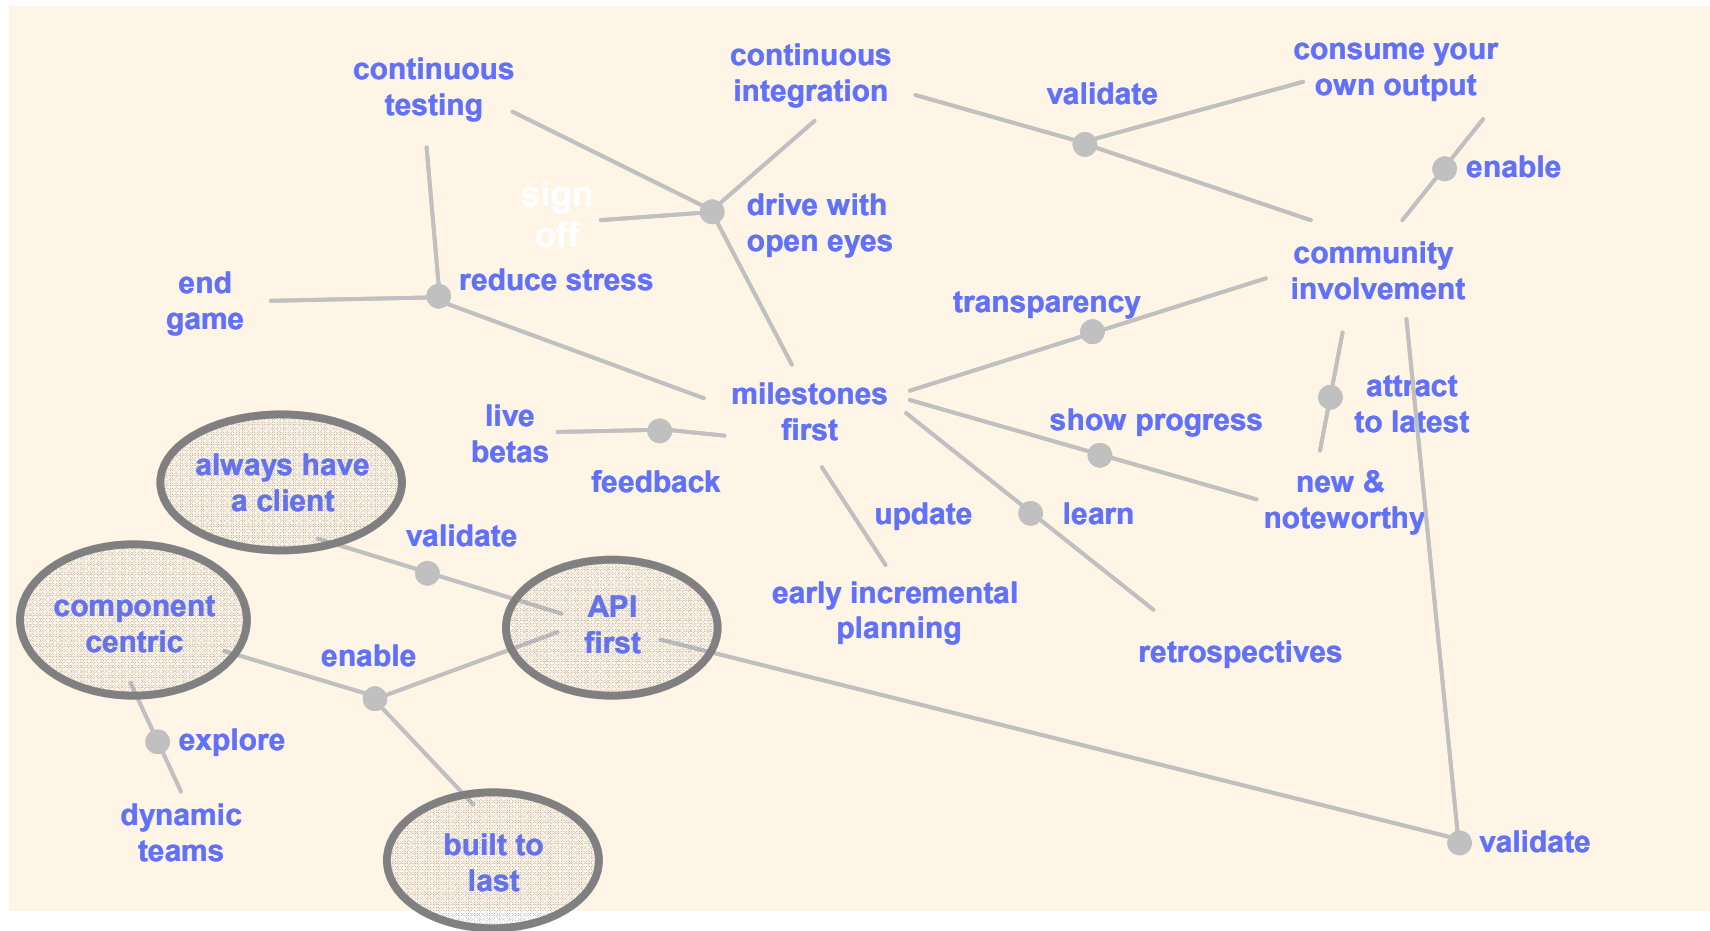 continuous
testing
continuous
integration
validate
consume your
own output
enable
sign
off
drive with
open eyes
end
game
reduce stress
community
involvement
transparency
milestones
first
live
betas
feedback
show progress
attract
to latest
new &
noteworthy
always have
a client
validate
update
learn
component
centric
API
first
early incremental
planning
enable
retrospectives
explore
dynamic
teams
built to
last
validate